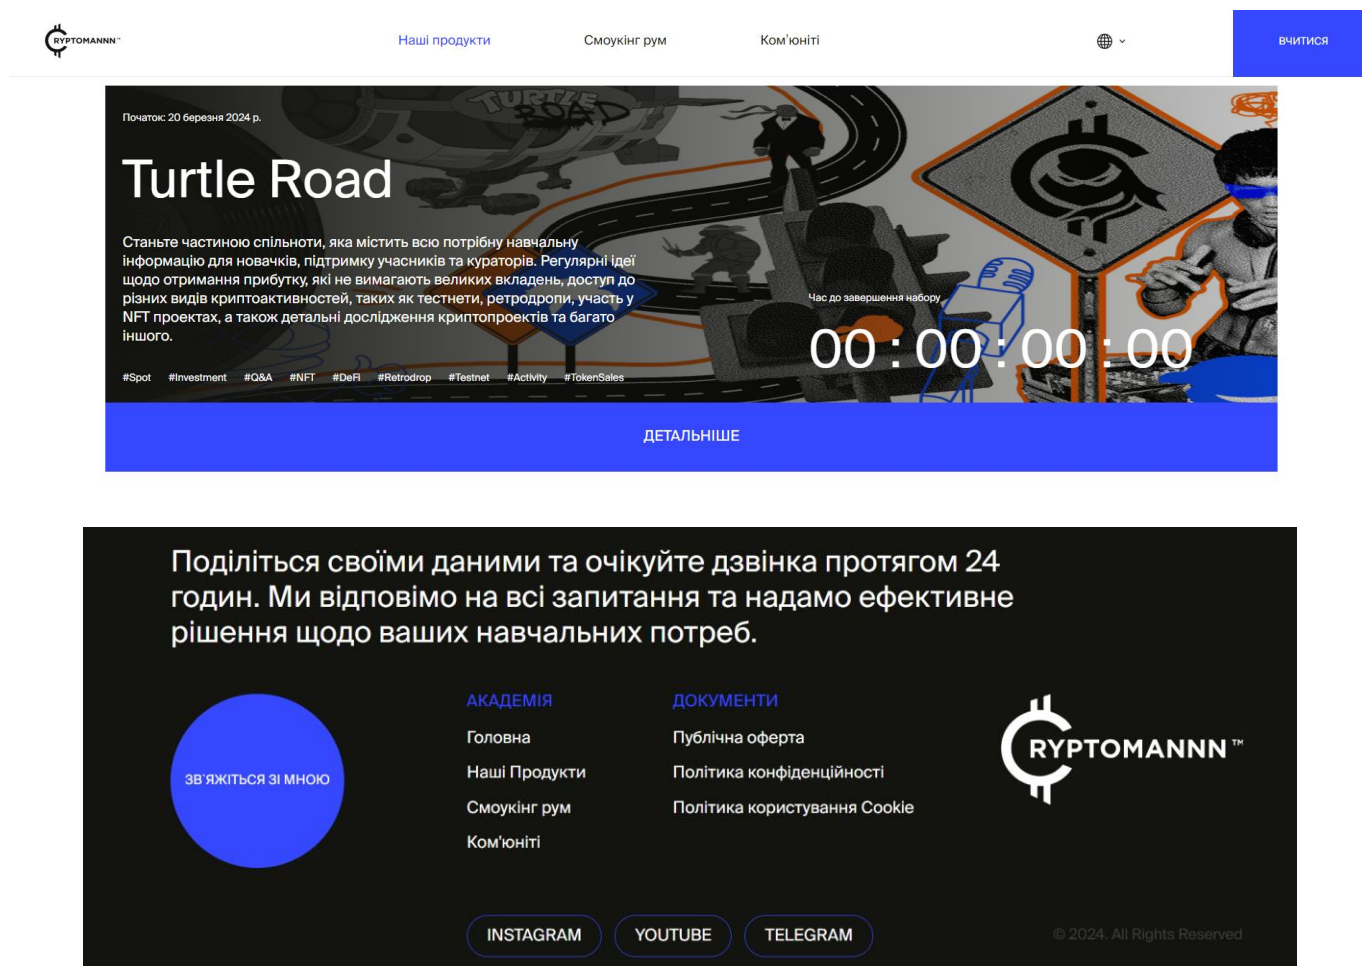 RYPTOMANNN™
Наші продукти
Смоукінг рум
Ком'юніті
ВЧИТИСЯ
TURTLE
ROAD
Початок: 20 березня 2024 р.
Turtle Road
Станьте частиною спільноти, яка містить всю потрібну навчальну
інформацію для новачків, підтримку учасників та кураторів. Регулярні ідеї
щодо отримання прибутку, які не вимагають великих вкладень, доступ до
різних видів криптоактивностей, таких як тестнети, ретродропи, участь у
NFT проектах, а також детальні дослідження криптопроектів та багато
іншого.
#Spot #Investment #Q&A #NFT #DeFi #Retrodrop #Testnet #Activity #TokenSales
Час до завершення набору
00 : 00 : 00 : 00
ДЕТАЛЬНІШЕ
Поділіться своїми даними та очікуйте дзвінка протягом 24
годин. Ми відповімо на всі запитання та надамо ефективне
рішення щодо ваших навчальних потреб.
ЗВ`ЯЖІТЬСЯ ЗІ МНОЮ
АКАДЕМІЯ
Головна
Наші Продукти
Смоукінг рум
Ком'юніті
ДОКУМЕНТИ
Публічна оферта
Політика конфіденційності
Політика користування Cookie
RYPTOMANNN™
INSTAGRAM
YOUTUBE
TELEGRAM
© 2024. All Rights Reserved